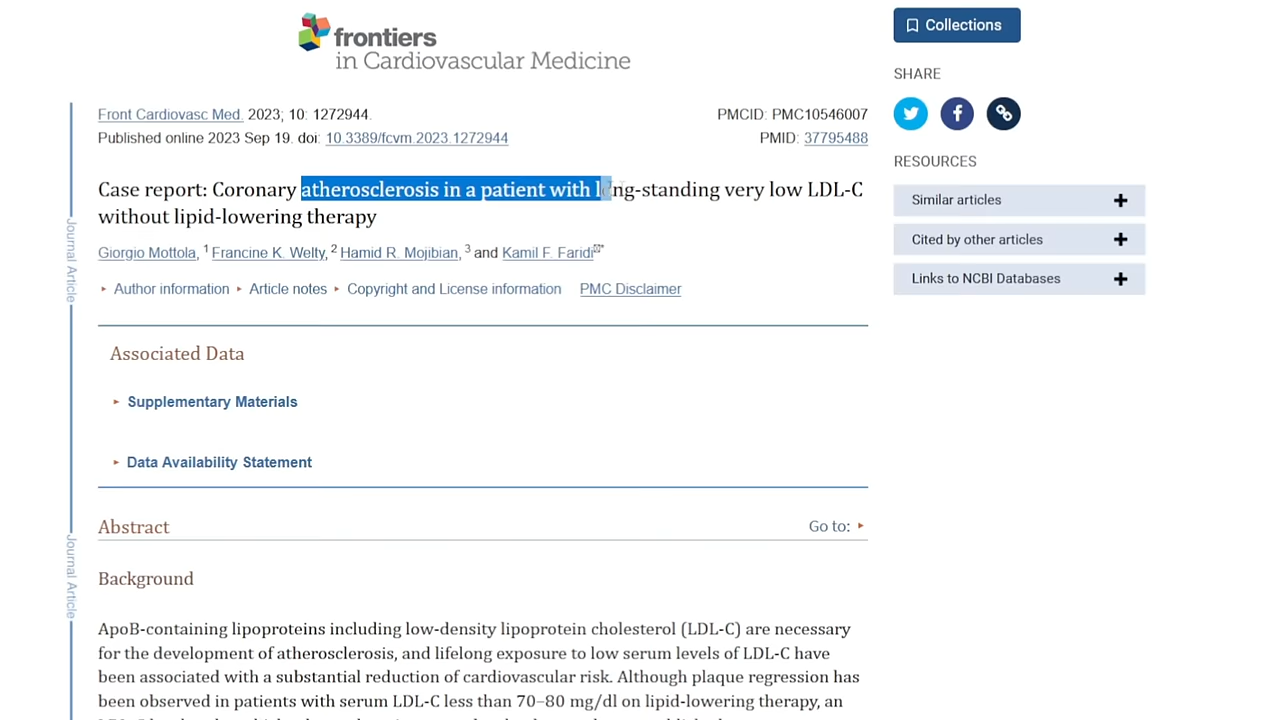 frontiers
in Cardiovascular Medicine
Collections
SHARE
Front Cardiovasc Med. 2023; 10: 1272944.
PMCID: PMC10546007
Published online 2023 Sep 19. doi: 10.3389/fcvm.2023.1272944
PMID: 37795488
RESOURCES
Case report: Coronary atherosclerosis in a patient with long-standing very low LDL-C
without lipid-lowering therapy
Similar articles
Cited by other articles
Links to NCBI Databases
Giorgio Mottola, 1 Francine K. Welty, 2 Hamid R. Mojibian, 3 and Kamil F. Faridi*
Author information Article notes Copyright and License information PMC Disclaimer
Associated Data
Supplementary Materials
Data Availability Statement
Journal Article
Journal Article
Abstract
Go to:
Background
ApoB-containing lipoproteins including low-density lipoprotein cholesterol (LDL-C) are necessary
for the development of atherosclerosis, and lifelong exposure to low serum levels of LDL-C have
been associated with a substantial reduction of cardiovascular risk. Although plaque regression has
been observed in patients with serum LDL-C less than 70–80 mg/dl on lipid-lowering therapy, an